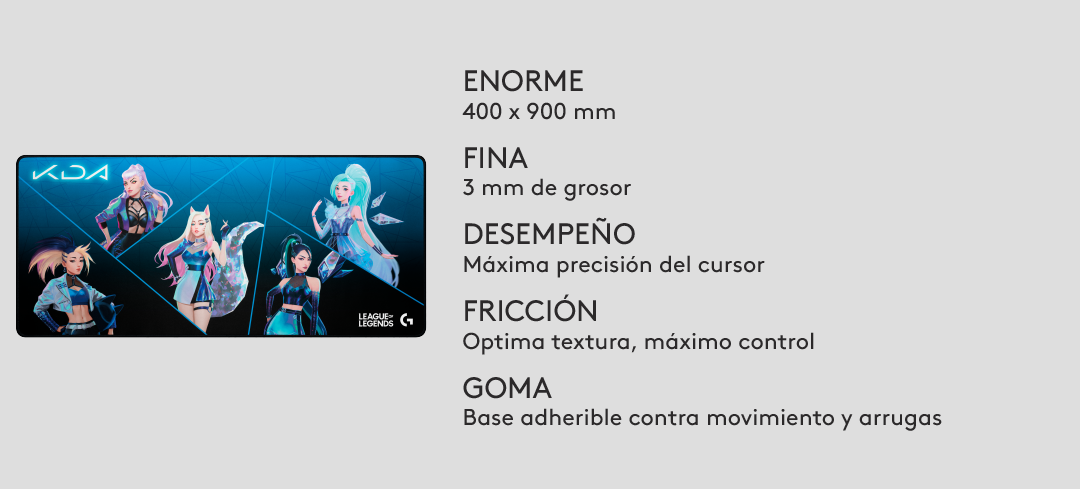 KDA
LEAGUE OF
LEGENDS
G
ENORME
400 x 900 mm
FINA
3 mm de grosor
DESEMPEÑO
Máxima precisión del cursor
FRICCIÓN
Optima textura, máximo control
GOMA
Base adherible contra movimiento y arrugas